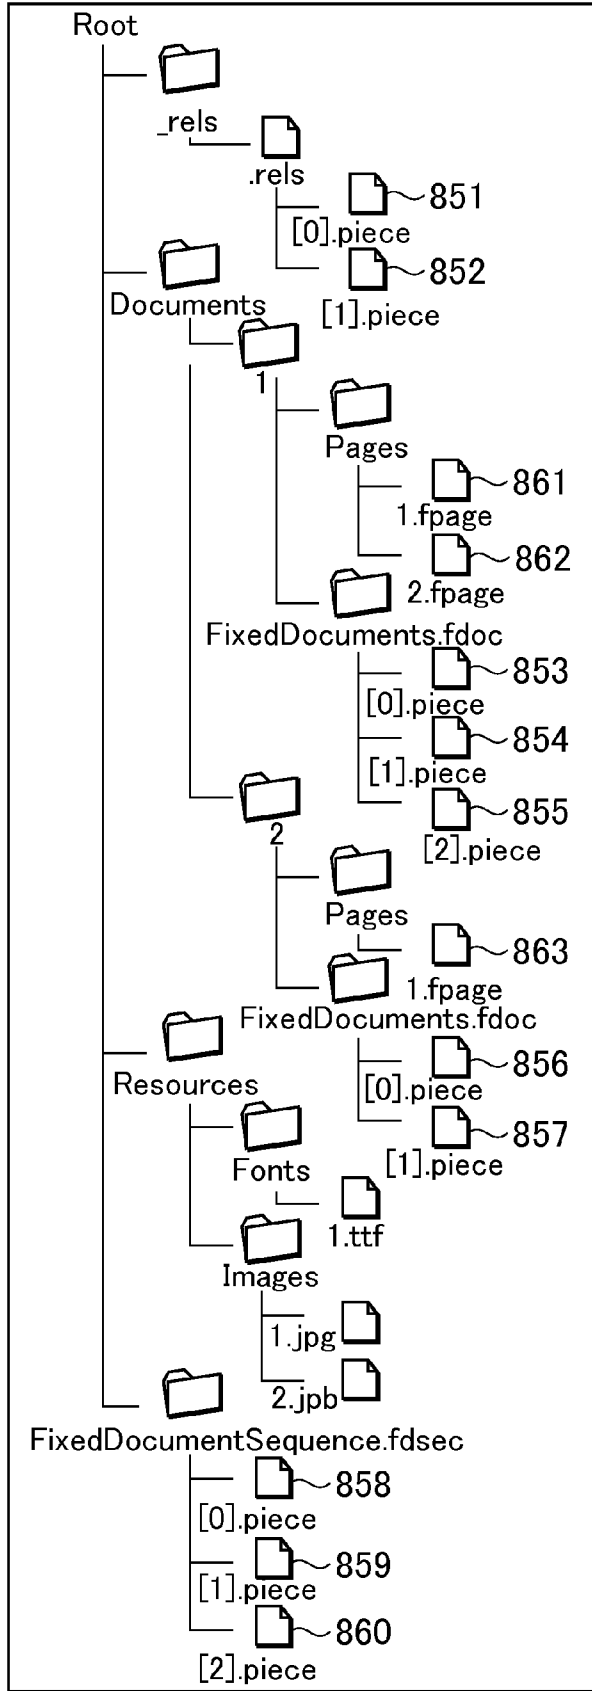 Root
_rels
.rels
851
[0].piece
852
[1].piece
Documents
1
Pages
861
1.fpage
862
2.fpage
FixedDocuments.fdoc
853
[0].piece
854
[1].piece
855
[2].piece
2
Pages
863
1.fpage
FixedDocuments.fdoc
856
[0].piece
857
[1].piece
Resources
Fonts
1.ttf
Images
1.jpg
2.jpb
FixedDocumentSequence.fdsec
858
[0].piece
859
[1].piece
860
[2].piece